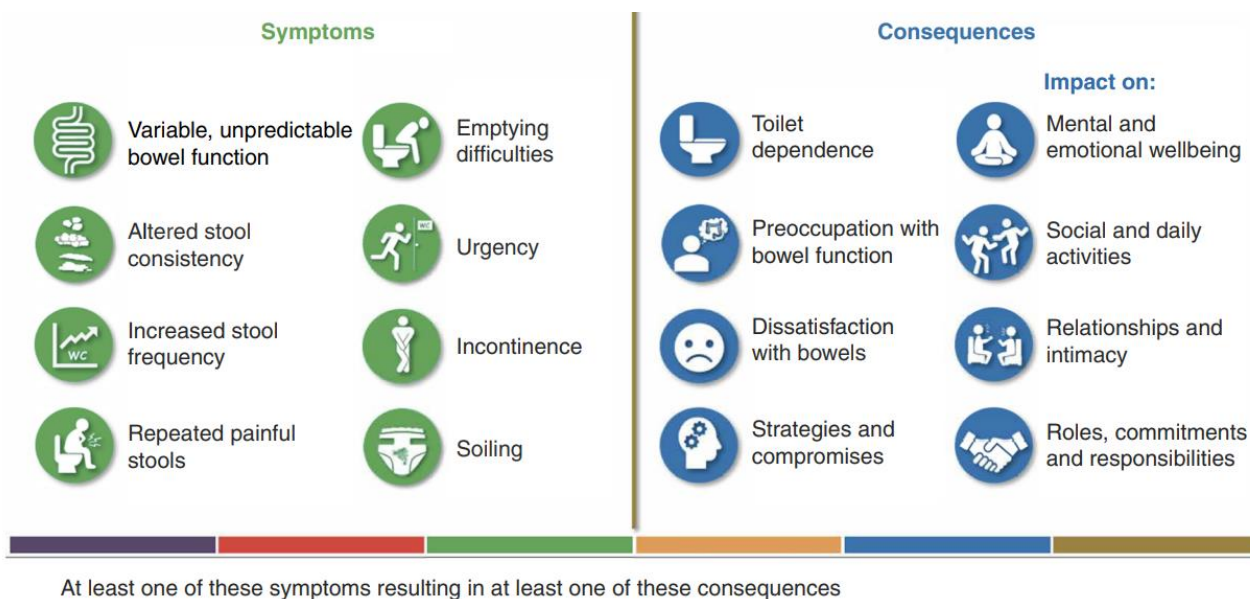 Symptoms
Variable, unpredictable
bowel function
Emptying
difficulties
Altered stool
consistency
WC
Urgency
WC
Increased stool
frequency
Incontinence
Repeated painful
stools
Soiling
Consequences
Impact on:
Toilet
dependence
Mental and
emotional wellbeing
Preoccupation with
bowel function
Social and daily
activities
Dissatisfaction
with bowels
Relationships and
intimacy
Strategies and
compromises
Roles, commitments
and responsibilities
At least one of these symptoms resulting in at least one of these consequences